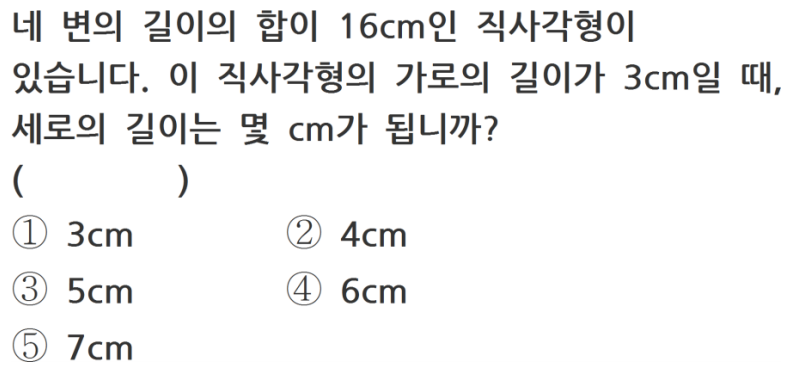 네 변의 길이의 합이 16cm인 직사각형이
있습니다. 이 직사각형의 가로의 길이가 3cm일 때,
세로의 길이는 몇 cm가 됩니까?
(            )
① 3cm ② 4cm
③ 5cm ④ 6cm
⑤ 7cm